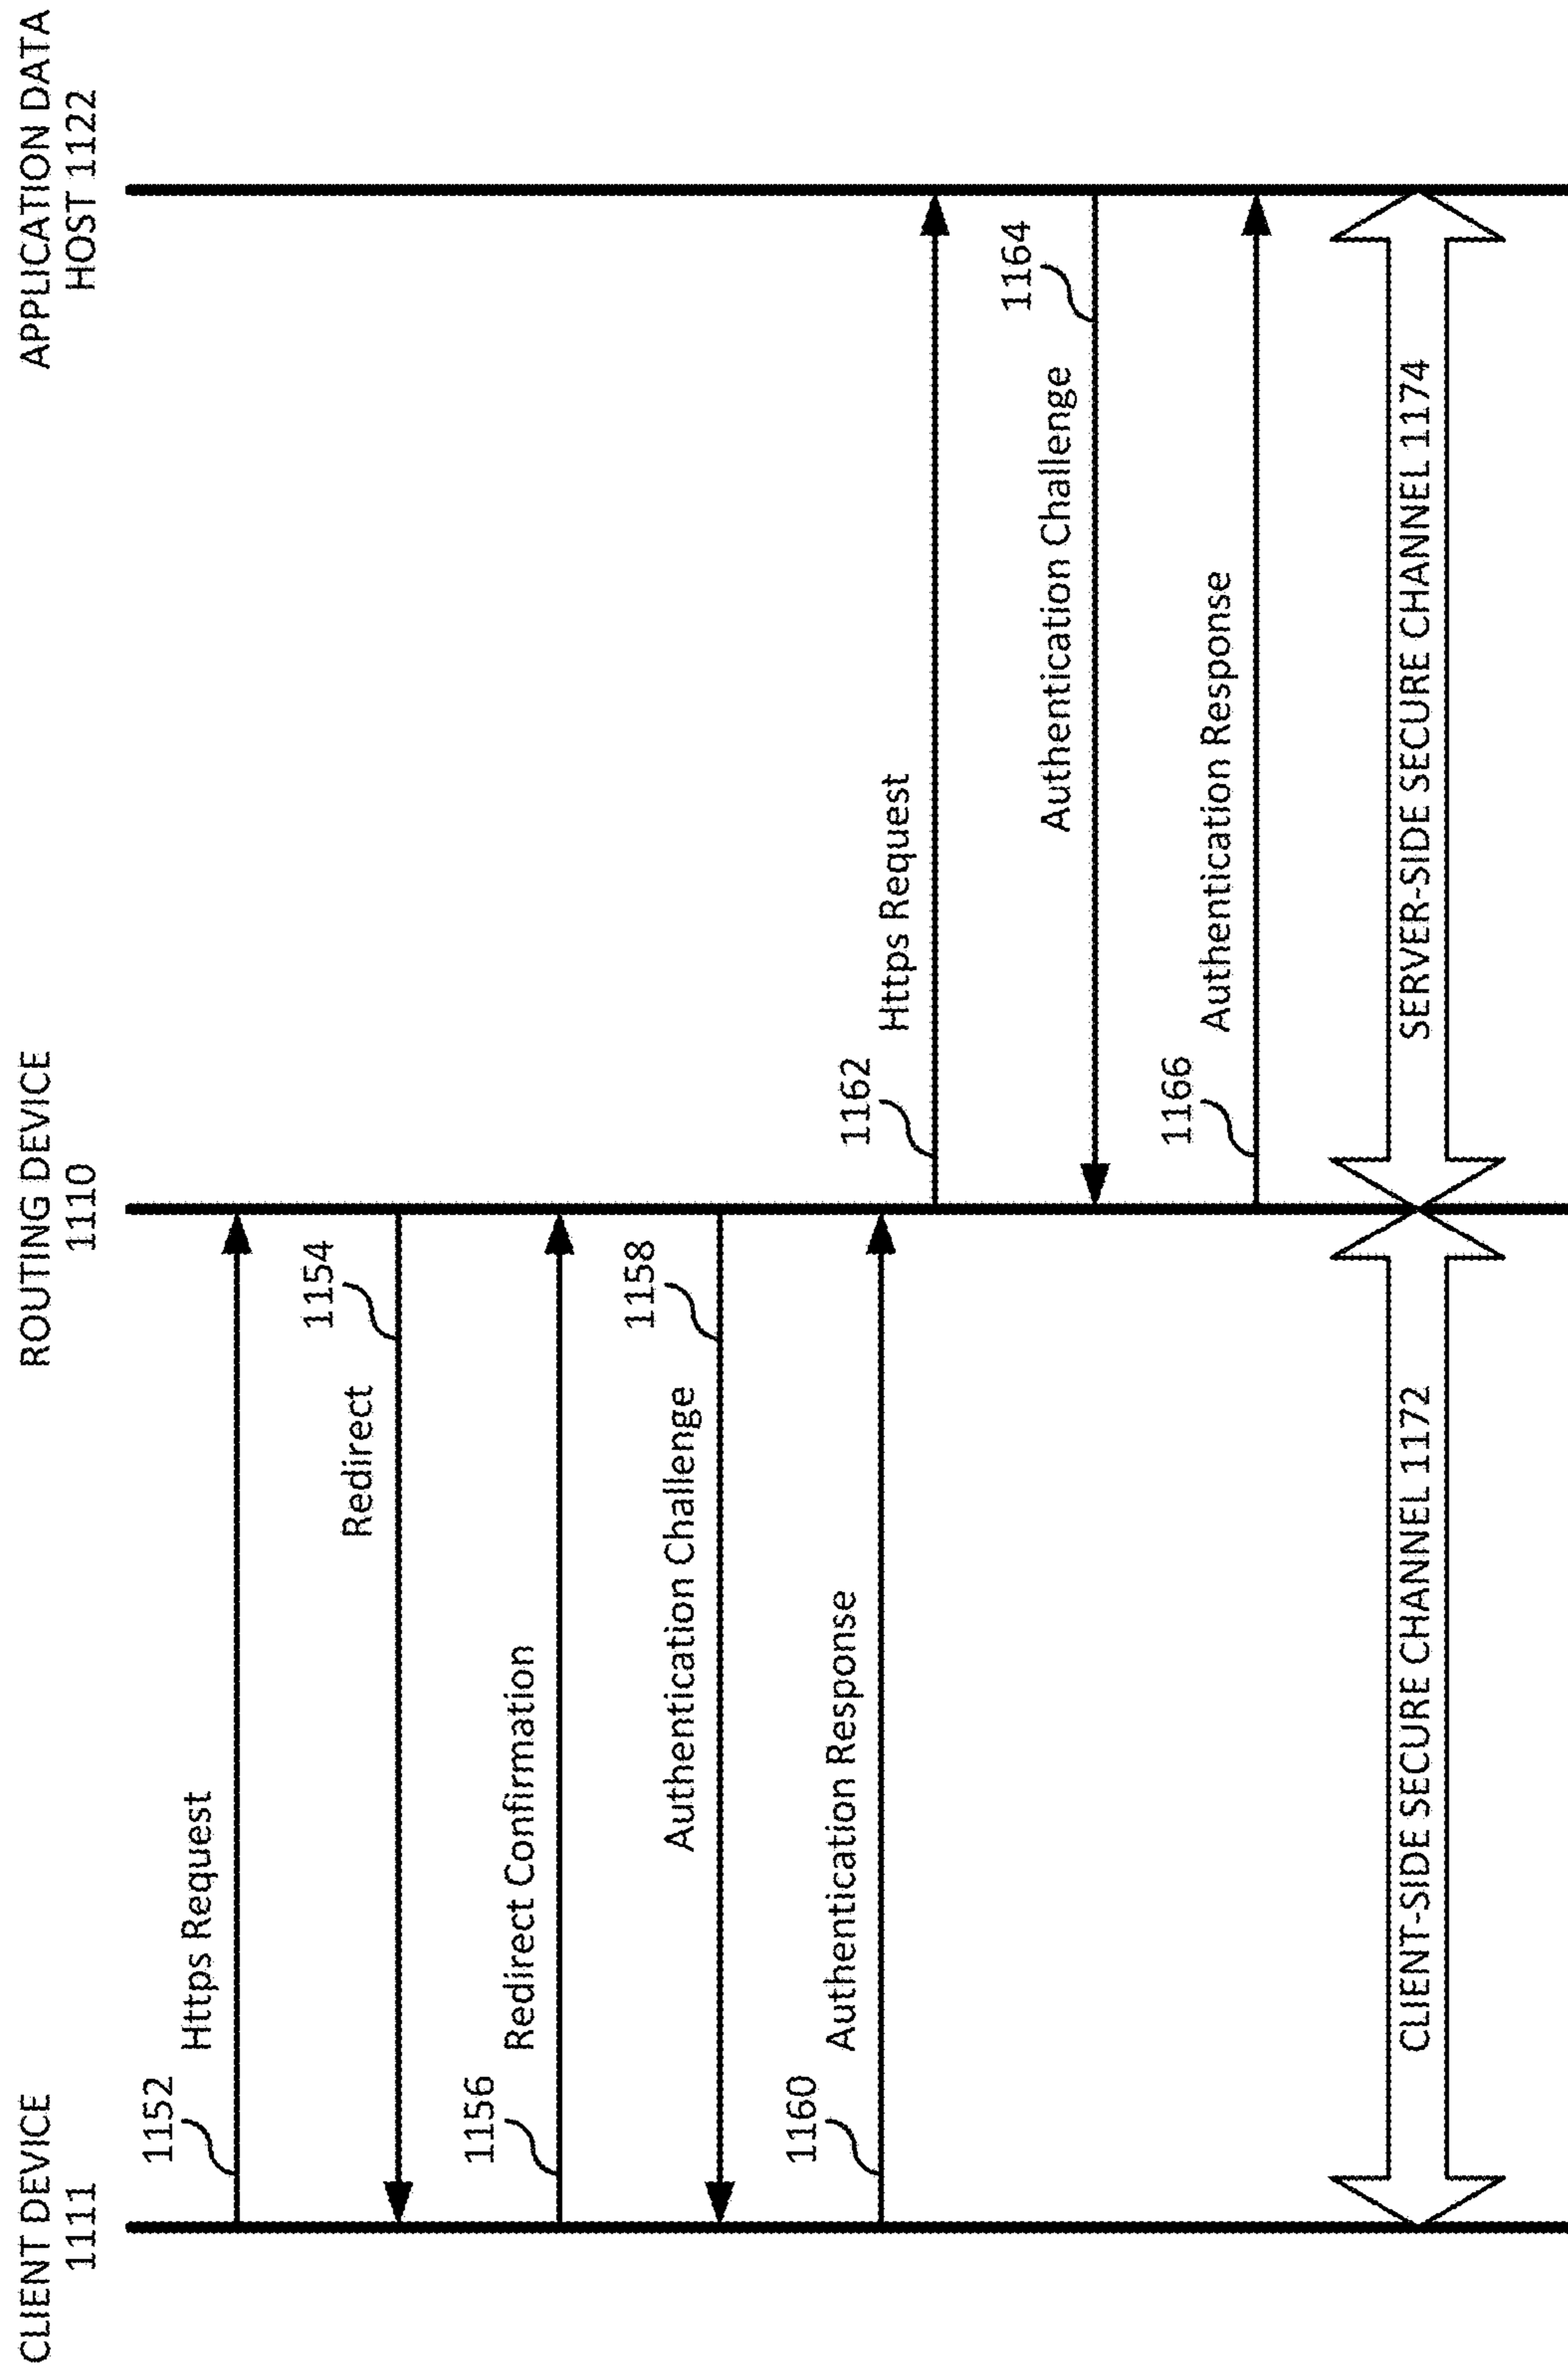 CLIENT DEVICE
1111
ROUTING DEVICE
1110
APPLICATION DATA
HOST 1122
1152
Https Request
1154
Redirect
1156
Redirect Confirmation
1158
Authentication Challenge
1160
Authentication Response
1162
Https Request
1164
Authentication Challenge
1166
Authentication Response
CLIENT-SIDE SECURE CHANNEL 1172
SERVER-SIDE SECURE CHANNEL 1174